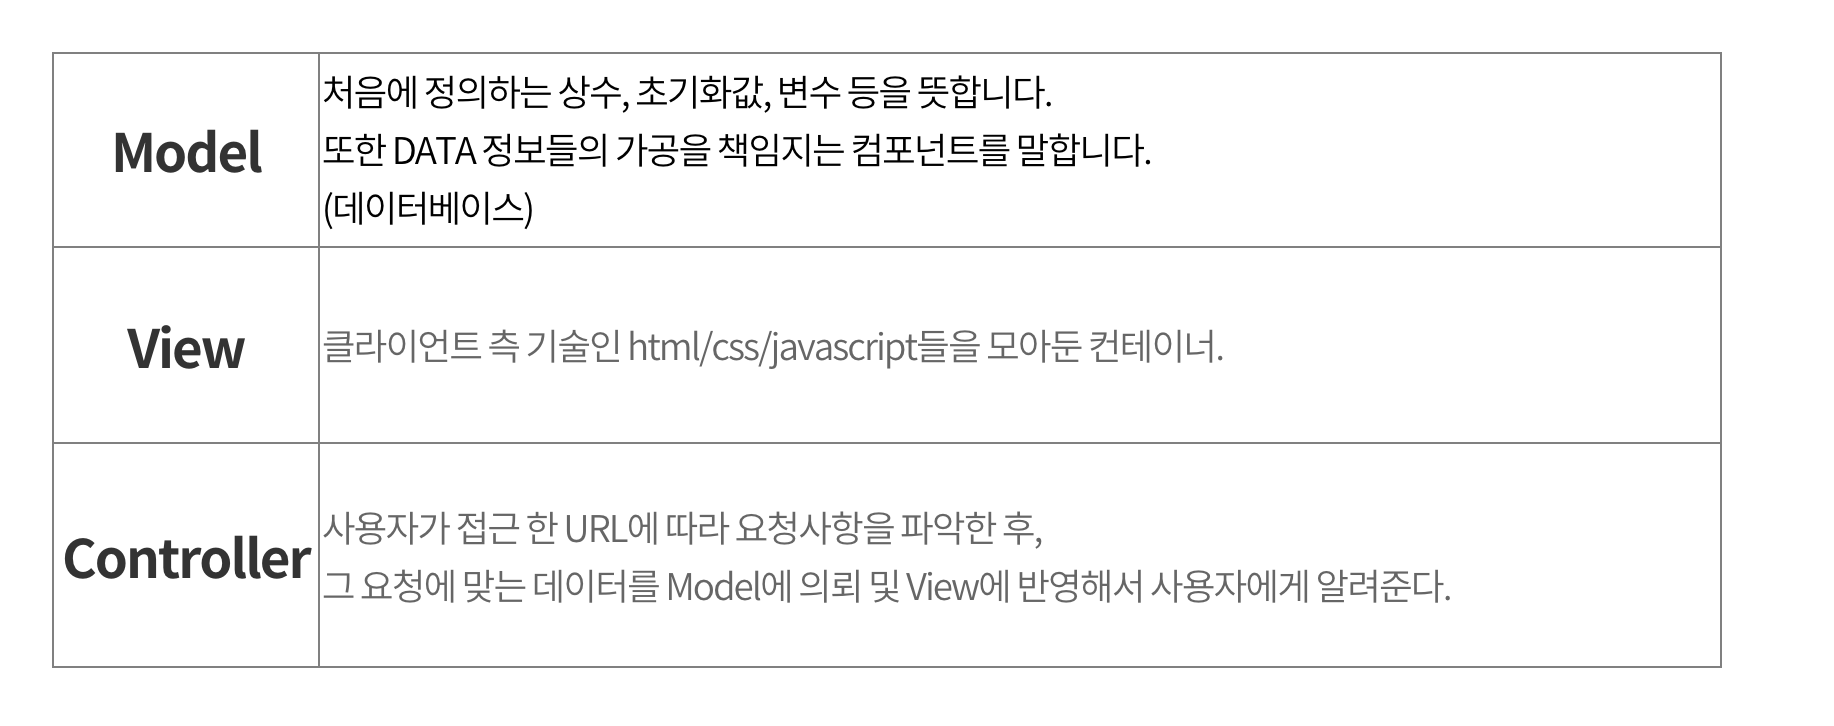 Model
처음에 정의하는 상수, 초기화값, 변수 등을 뜻합니다.
또한 DATA 정보들의 가공을 책임지는 컴포넌트를 말합니다.
(데이터베이스)
View
클라이언트 측 기술인 html/css/javascript들을 모아둔 컨테이너.
Controller
사용자가 접근 한 URL에 따라 요청사항을 파악한 후,
그 요청에 맞는 데이터를 Model에 의뢰 및 View에 반영해서 사용자에게 알려준다.